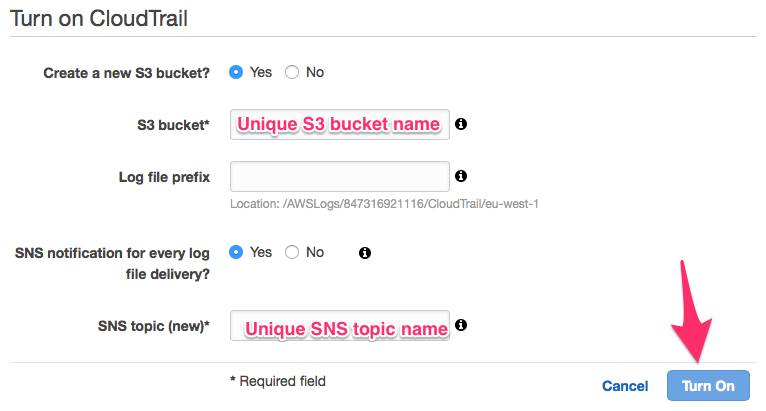 Turn on CloudTrail
Create a new S3 bucket? Yes No
S3 bucket* Unique S3 bucket name
Log file prefix
Location: /AWSLogs/847316921116/CloudTrail/eu-west-1
SNS notification for every log
file delivery? Yes No
SNS topic (new)* Unique SNS topic name
* Required field Cancel Turn On